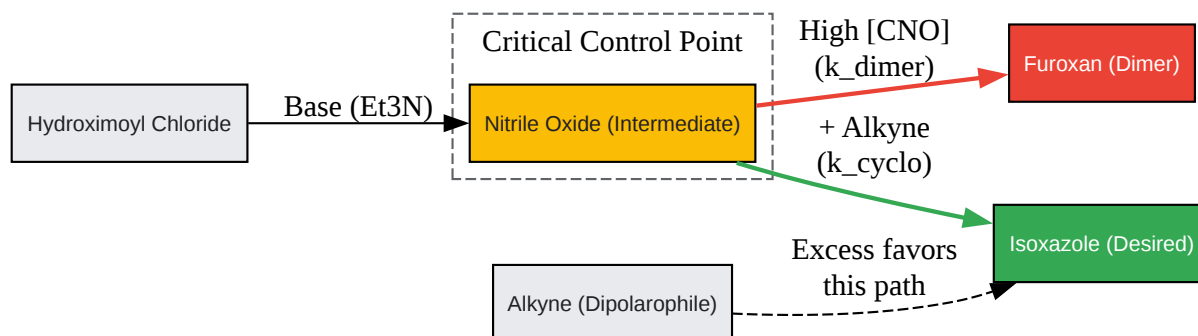 Critical Control Point
High [CNO]
(k_dimer)
Furoxan (Dimer)
Hydroximoyl Chloride
Base (Et3N)
Nitrile Oxide (Intermediate)
+ Alkyne
(k_cyclo)
Isoxazole (Desired)
Excess favors
this path
Alkyne (Dipolarophile)